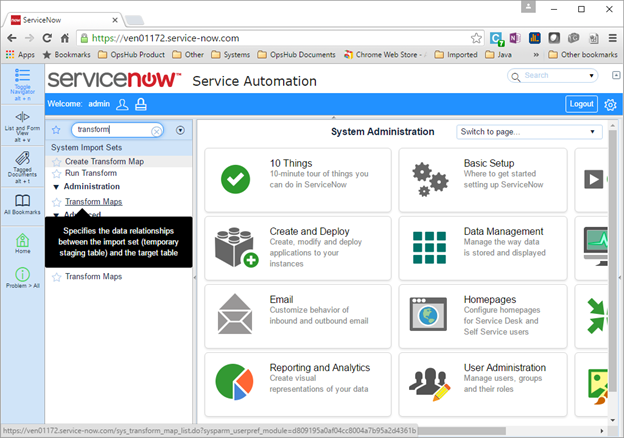 ServiceNow
https://ven01172.service-now.com
Apps
Bookmarks
OpsHub Product
Other
Systems
OpsHub Documents
Chrome Web Store - A
Imported
Java
»
Other bookmarks
Toggle
Navigator
alt + n
List and Form
View
alt + v
Tagged
Documents
alt + t
All Bookmarks
Home
Problem > All
servicenow™ Service Automation
Search
Welcome: admin
Logout
transform
System Import Sets
Create Transform Map
Run Transform
Administration
Transform Maps
Advanced
Specifies the data relationships
between the import set (temporary
staging table) and the target table
Transform Maps
System Administration
Switch to page...
10 Things
10-minute tour of things you
can do in ServiceNow
Basic Setup
Where to get started
setting up ServiceNow
Create and Deploy
Create, modify and deploy
applications to your
instances
Data Management
Manage the way data
is stored and displayed
Email
Customize behavior of
inbound and outbound email
Homepages
Configure homepages
for Service Desk and
Self Service users
Reporting and Analytics
Create visual
representations of your data
User Administration
Manage users, groups
and their roles
https://ven01172.service-now.com/sys_transform_map_list.do?sysparm_userpref_module=d809195a0af04cc8004a7b95a2d4361b